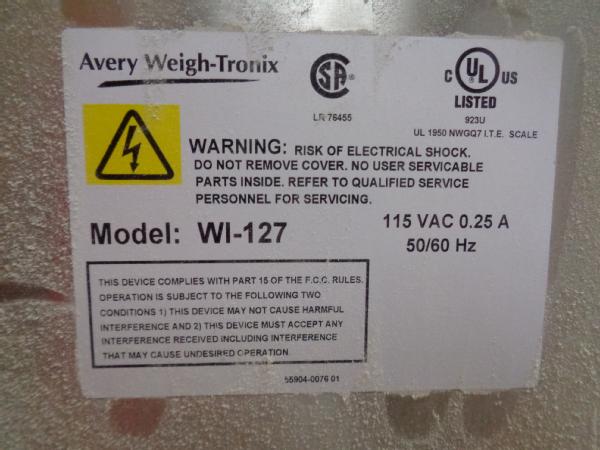 Avery Weigh-Tronix
SA
LR 76455
C UL US
LISTED
923U
UL 1950 NWGQ7 I.T.E. SCALE
WARNING: RISK OF ELECTRICAL SHOCK.
DO NOT REMOVE COVER. NO USER SERVICABLE
PARTS INSIDE. REFER TO QUALIFIED SERVICE
PERSONNEL FOR SERVICING.
Model: WI-127
115 VAC 0.25 A
50/60 Hz
THIS DEVICE COMPLIES WITH PART 15 OF THE F.C.C. RULES.
OPERATION IS SUBJECT TO THE FOLLOWING TWO
CONDITIONS 1) THIS DEVICE MAY NOT CAUSE HARMFUL
INTERFERENCE AND 2) THIS DEVICE MUST ACCEPT ANY
INTERFERENCE RECEIVED INCLUDING INTERFERENCE
THAT MAY CAUSE UNDESIRED OPERATION.
55904-0076 01